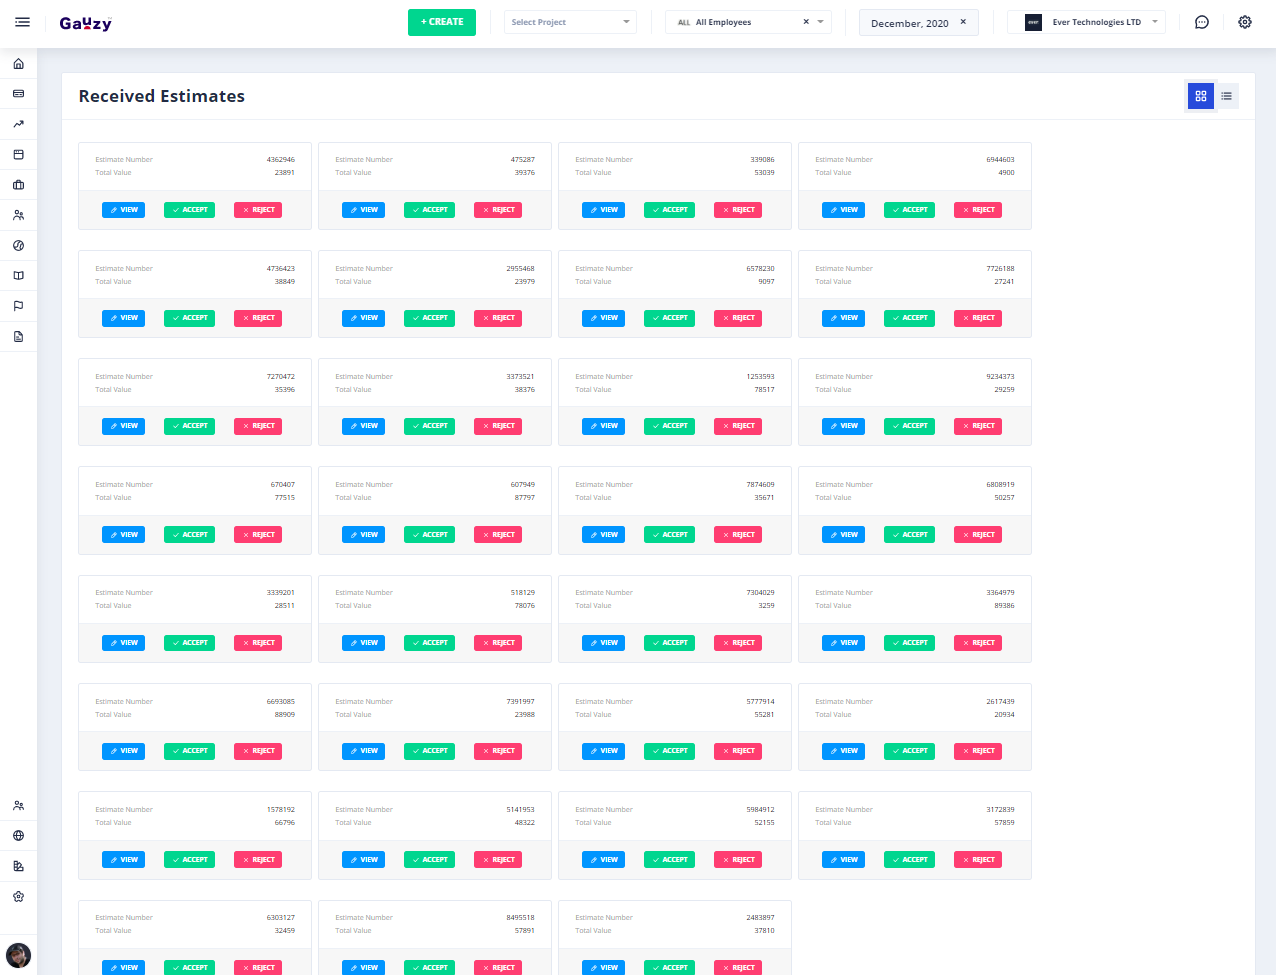 Gauzy
+ CREATE
Select Project
ALL All Employees ×
December, 2020 ×
ever Ever Technologies LTD
Received Estimates
Estimate Number 4362946
Total Value 23891
VIEW ACCEPT REJECT
Estimate Number 475287
Total Value 39376
VIEW ACCEPT REJECT
Estimate Number 339086
Total Value 53039
VIEW ACCEPT REJECT
Estimate Number 6944603
Total Value 4900
VIEW ACCEPT REJECT
Estimate Number 4736423
Total Value 38849
VIEW ACCEPT REJECT
Estimate Number 2955468
Total Value 23979
VIEW ACCEPT REJECT
Estimate Number 6578230
Total Value 9097
VIEW ACCEPT REJECT
Estimate Number 7726188
Total Value 27241
VIEW ACCEPT REJECT
Estimate Number 7270472
Total Value 35396
VIEW ACCEPT REJECT
Estimate Number 3373521
Total Value 38376
VIEW ACCEPT REJECT
Estimate Number 1253593
Total Value 78517
VIEW ACCEPT REJECT
Estimate Number 9234373
Total Value 29259
VIEW ACCEPT REJECT
Estimate Number 670407
Total Value 77515
VIEW ACCEPT REJECT
Estimate Number 607949
Total Value 87797
VIEW ACCEPT REJECT
Estimate Number 7874609
Total Value 35671
VIEW ACCEPT REJECT
Estimate Number 6808919
Total Value 50257
VIEW ACCEPT REJECT
Estimate Number 3339201
Total Value 28511
VIEW ACCEPT REJECT
Estimate Number 518129
Total Value 78076
VIEW ACCEPT REJECT
Estimate Number 7304029
Total Value 3259
VIEW ACCEPT REJECT
Estimate Number 3364979
Total Value 89386
VIEW ACCEPT REJECT
Estimate Number 6693085
Total Value 88909
VIEW ACCEPT REJECT
Estimate Number 7391997
Total Value 23988
VIEW ACCEPT REJECT
Estimate Number 5777914
Total Value 55281
VIEW ACCEPT REJECT
Estimate Number 2617439
Total Value 20934
VIEW ACCEPT REJECT
Estimate Number 1578192
Total Value 66796
VIEW ACCEPT REJECT
Estimate Number 5141953
Total Value 48322
VIEW ACCEPT REJECT
Estimate Number 5984912
Total Value 52155
VIEW ACCEPT REJECT
Estimate Number 3172839
Total Value 57859
VIEW ACCEPT REJECT
Estimate Number 6303127
Total Value 32459
VIEW ACCEPT REJECT
Estimate Number 8495518
Total Value 57891
VIEW ACCEPT REJECT
Estimate Number 2483897
Total Value 37810
VIEW ACCEPT REJECT